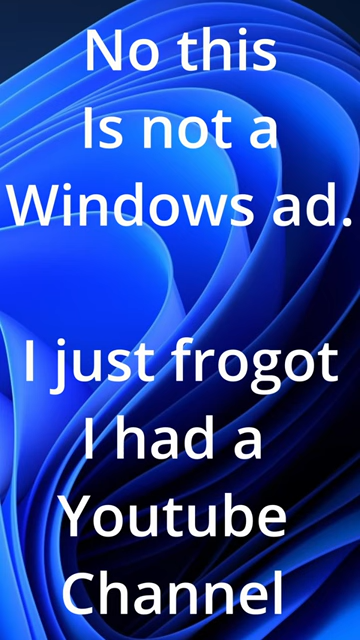 No this
Is not a
Windows ad.
I just frogot
I had a
Youtube
Channel